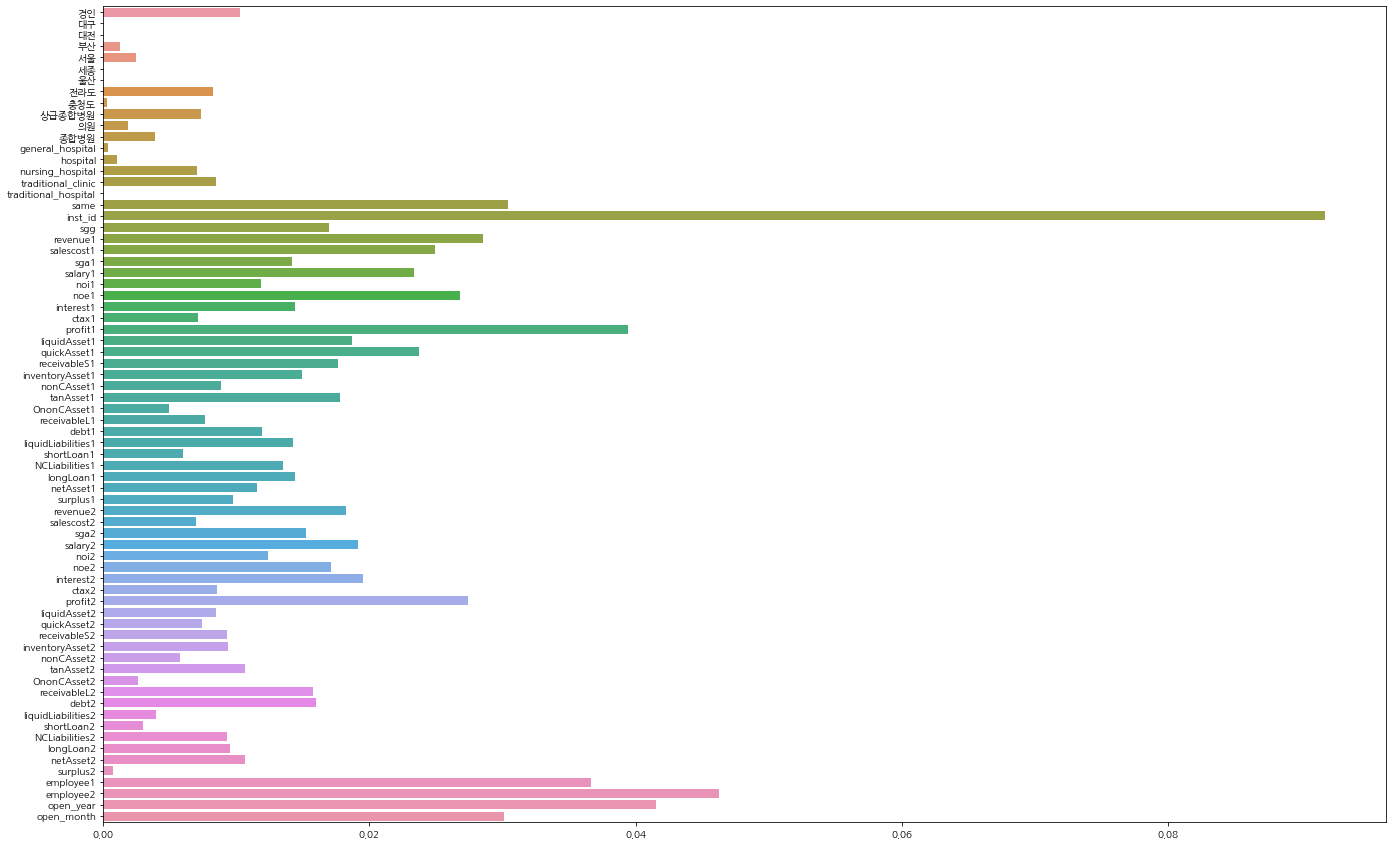 경인
대구
대전
부산
서울
세종
울산
전라도
충청도
상급종합병원
의원
종합병원
general_hospital
hospital
nursing_hospital
traditional_clinic
traditional_hospital
same
inst_id
sgg
revenue1
salescost1
sga1
salary1
noi1
noe1
interest1
ctax1
profit1
liquidAsset1
quickAsset1
receivableS1
inventoryAsset1
nonCAsset1
tanAsset1
OnonCAsset1
receivableL1
debt1
liquidLiabilities1
shortLoan1
NCLiabilities1
longLoan1
netAsset1
surplus1
revenue2
salescost2
sga2
salary2
noi2
noe2
interest2
ctax2
profit2
liquidAsset2
quickAsset2
receivableS2
inventoryAsset2
nonCAsset2
tanAsset2
OnonCAsset2
receivableL2
debt2
liquidLiabilities2
shortLoan2
NCLiabilities2
longLoan2
netAsset2
surplus2
employee1
employee2
open_year
open_month
0,00 0,02 0,04 0,06 0,08